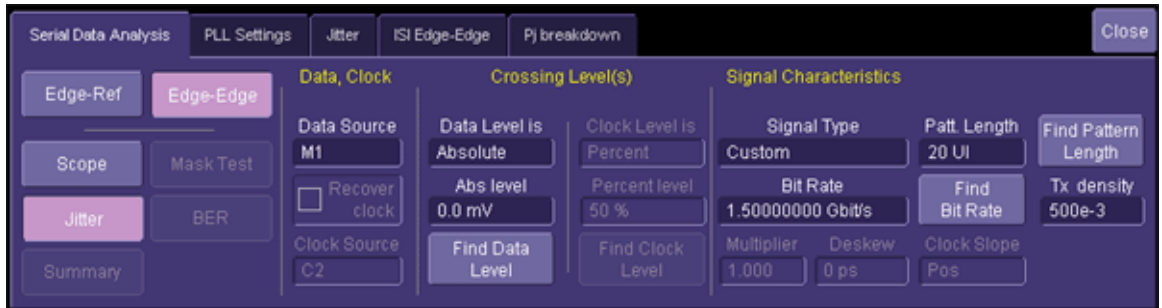 Serial Data Analysis
PLL Settings
Jitter
ISI Edge-Edge
Pj breakdown
Close
Edge-Ref
Edge-Edge
Scope
Mask Test
Jitter
BER
Summary
Data, Clock
Data Source
M1
Recover
clock
Clock Source
C2
Crossing Level(s)
Data Level is
Absolute
Abs level
0.0 mV
Find Data
Level
Clock Level is
Percent
Percent level
50 %
Find Clock
Level
Signal Characteristics
Signal Type
Custom
Patt. Length
20 UI
Find Pattern
Length
Bit Rate
1.50000000 Gbit/s
Find
Bit Rate
Tx density
500e-3
Multiplier
1.000
Deskew
0 ps
Clock Slope
Pos